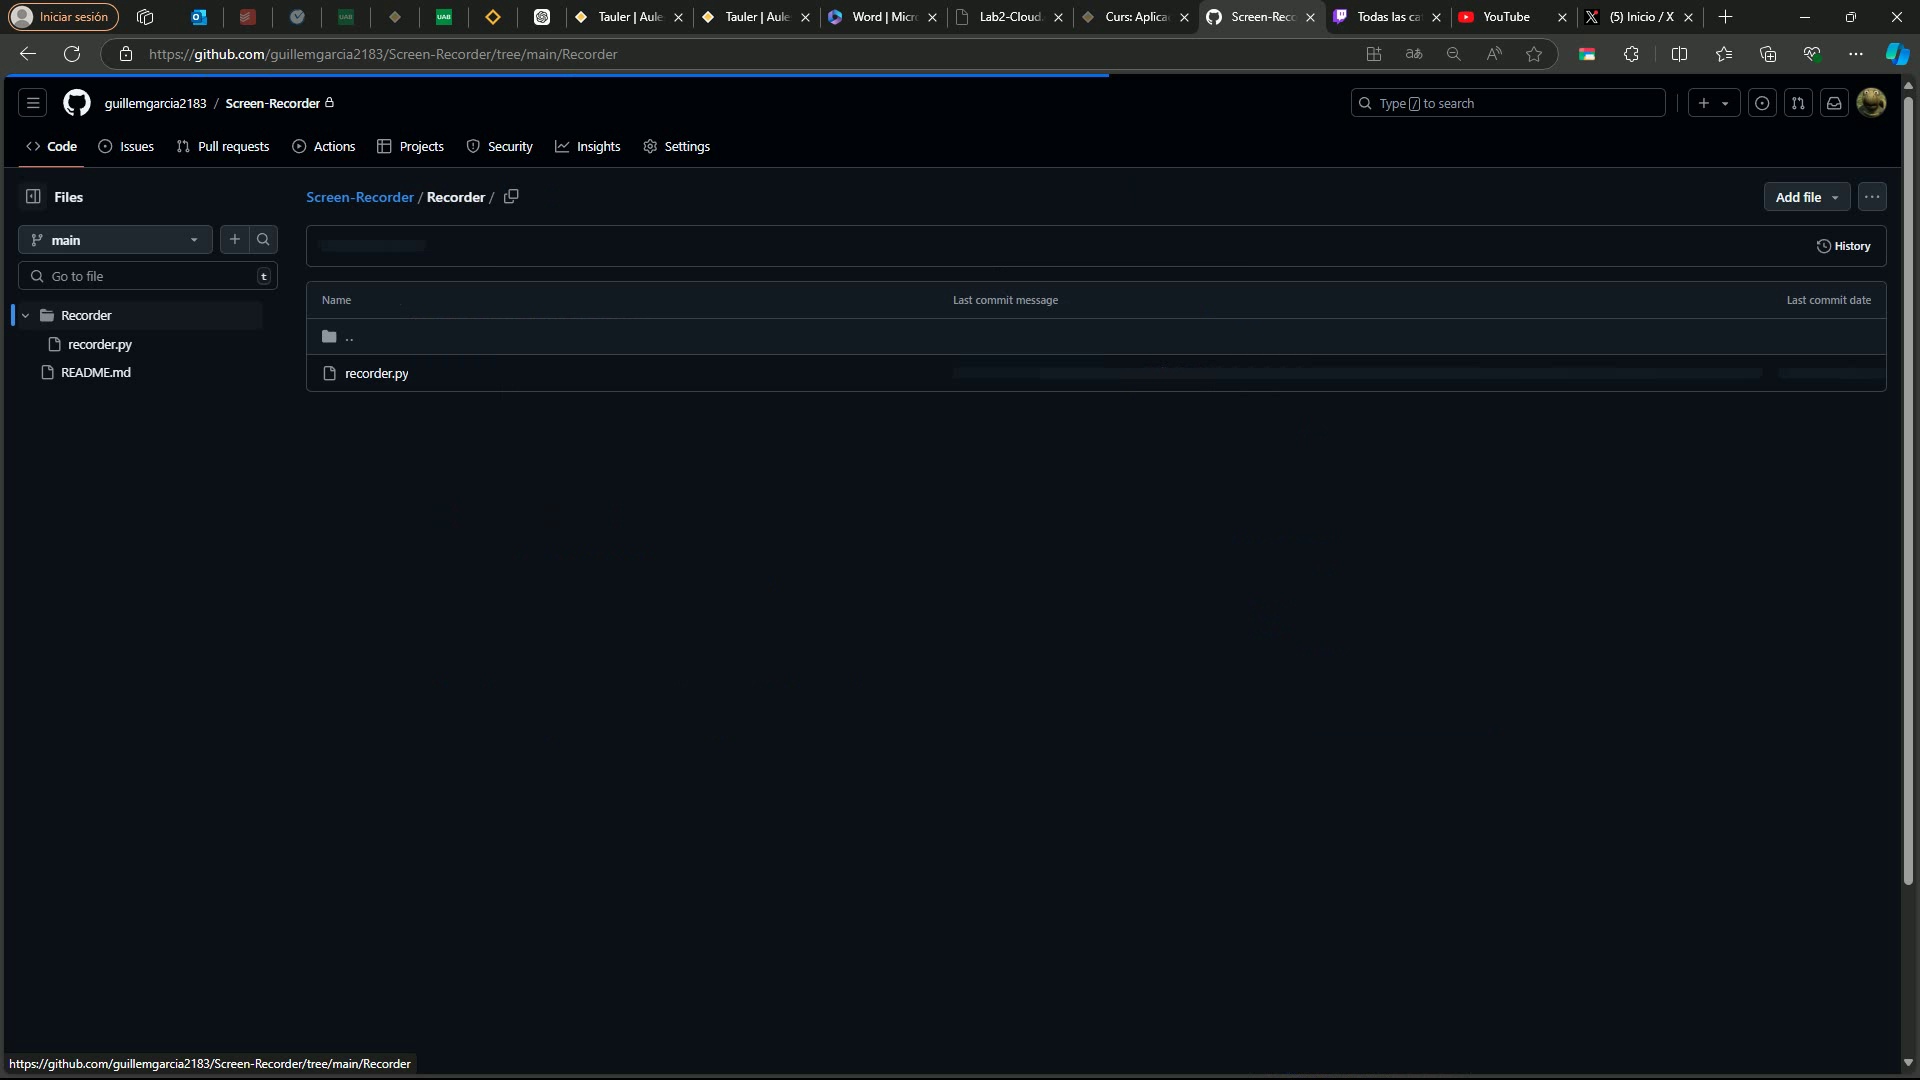 Iniciar sesión
Tauler | Aule
Tauler | Aule
Word | Micr
Lab2-Cloud
Curs: Aplica
Screen-Rec
Todas las ca
YouTube
(5) Inicio / X
https://github.com/guillemgarcia2183/Screen-Recorder/tree/main/Recorder
guillemgarcia2183 / Screen-Recorder
Type / to search
Code
Issues
Pull requests
Actions
Projects
Security
Insights
Settings
Files
Screen-Recorder / Recorder /
Add file
main
History
Go to file
t
Name
Last commit message
Last commit date
Recorder
..
recorder.py
recorder.py
README.md
https://github.com/guillemgarcia2183/Screen-Recorder/tree/main/Recorder